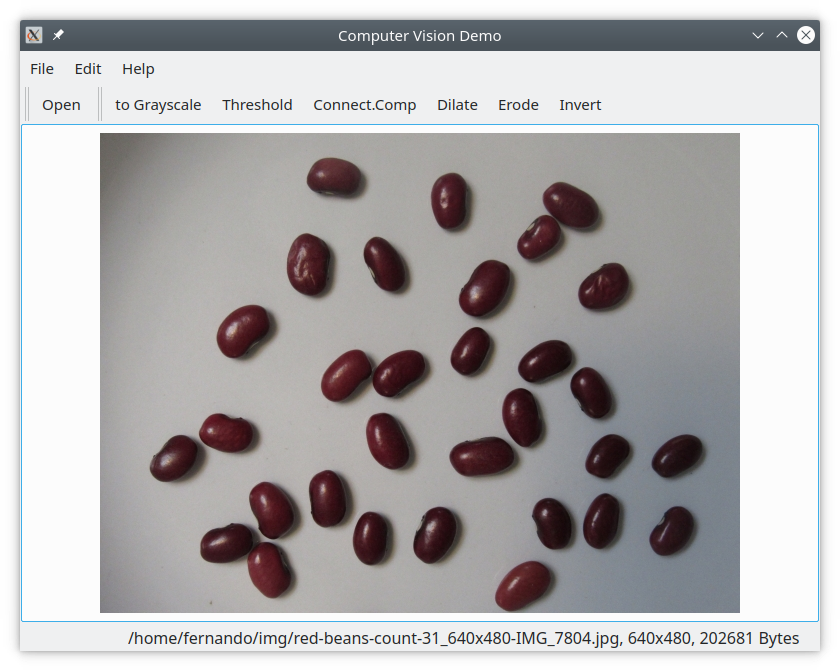 Computer Vision Demo
File Edit Help
Open to Grayscale Threshold Connect.Comp Dilate Erode Invert
/home/fernando/img/red-beans-count-31_640x480-IMG_7804.jpg, 640x480, 202681 Bytes